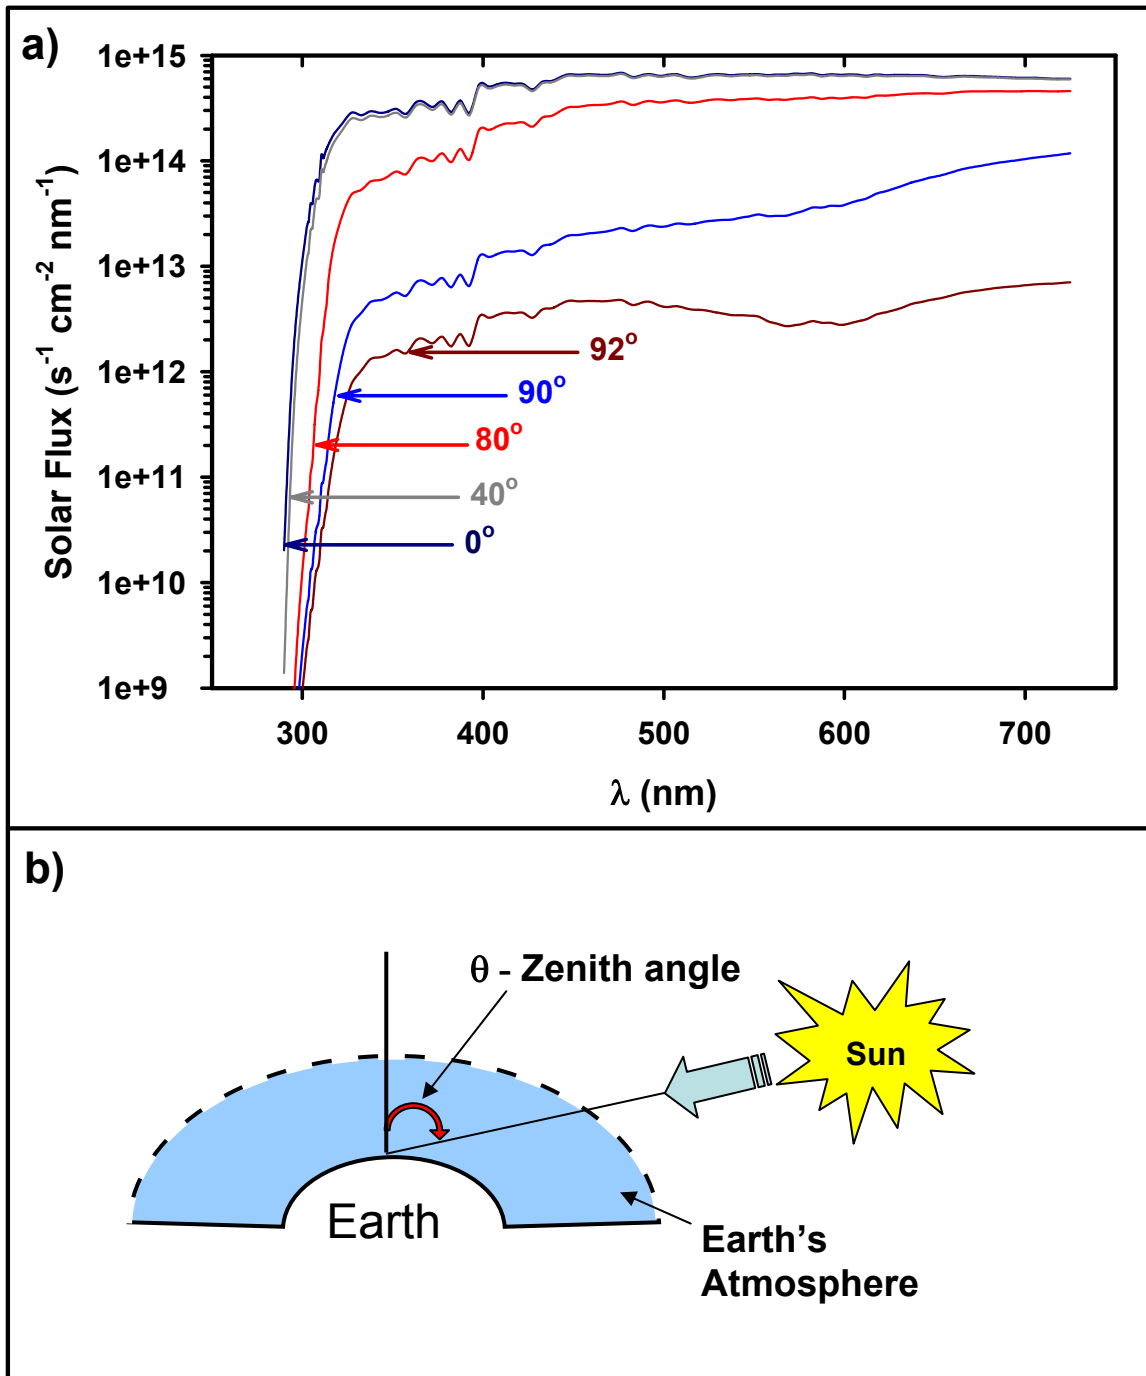 a)
1e+15
1e+14
1e+13
1e+12
1e+11
1e+10
1e+9
Solar Flux (s⁻¹ cm⁻² nm⁻¹)
92°
90°
80°
40°
0°
300 400 500 600 700
λ (nm)
b)
θ - Zenith angle
Sun
Earth
Earth's
Atmosphere